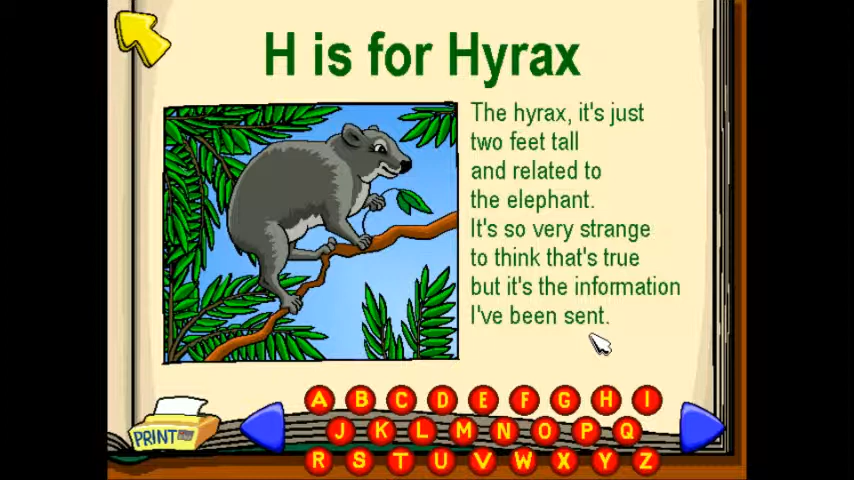 H is for Hyrax
The hyrax, it's just
two feet tall
and related to
the elephant.
It's so very strange
to think that's true
but it's the information
I've been sent.
PRINT
A B C D E F G H I
J K L M N O P Q
R S T U V W X Y Z